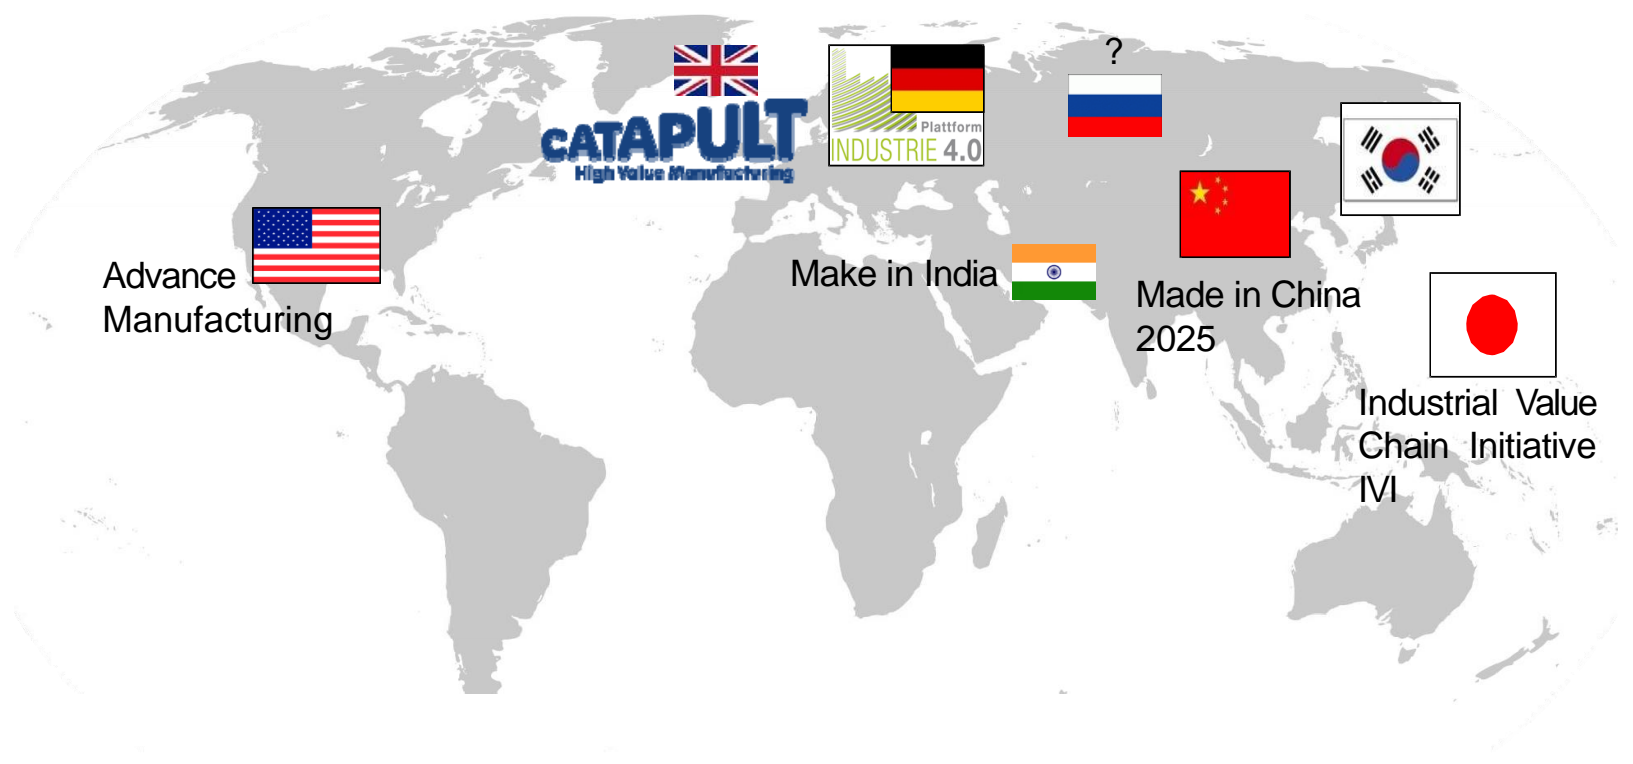 ?
CATAPULT
High Value Manufacturing
Plattform
INDUSTRIE 4.0
Advance
Manufacturing
Make in India
Made in China
2025
Industrial Value
Chain Initiative
IVI